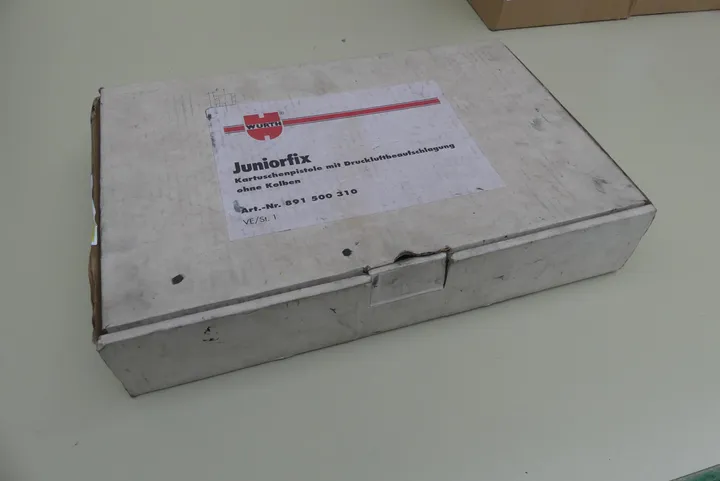 WÜRTH
Juniorfix
Kartuschenpistole mit Druckluftbeaufschlagung
ohne Kolben
Art.-Nr. 891 500 310
VE/St. 1